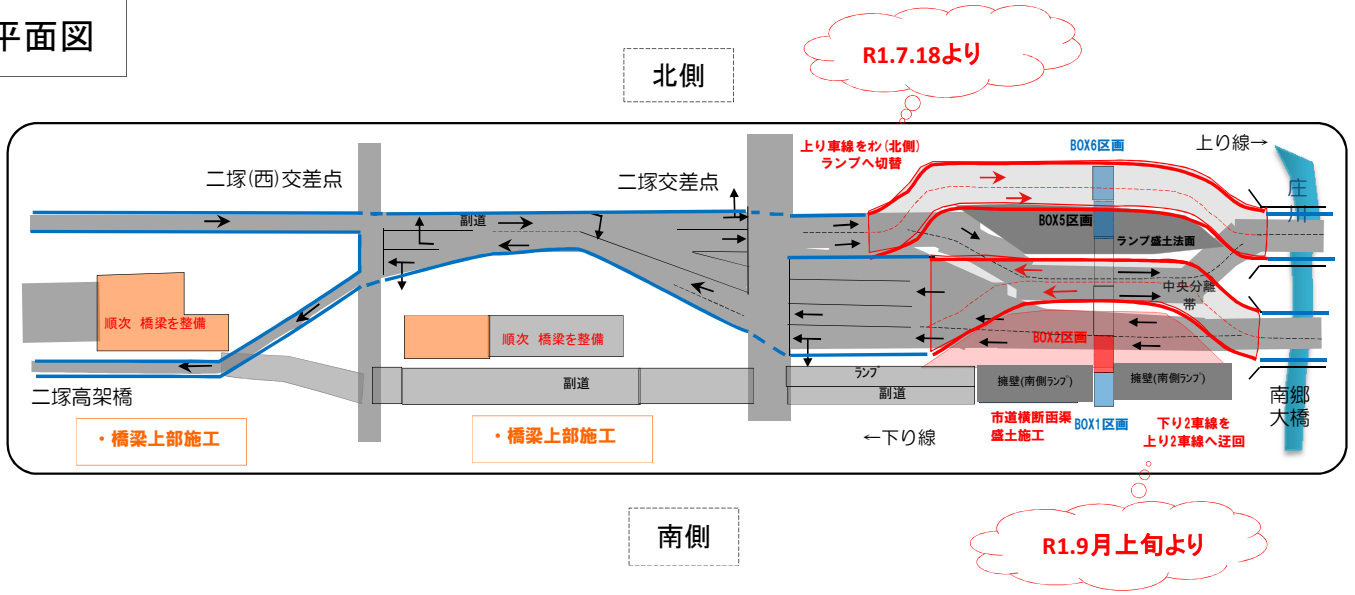 平面図
R1.7.18より
北側
上り車線をオン(北側)
ランプへ切替
BOX6区画
上り線→
二塚(西)交差点
二塚交差点
庄
川
副道
BOX5区画
ランプ盛土法面
中央分離
帯
順次 橋梁を整備
順次 橋梁を整備
BOX2区画
ランプ
副道
副道
擁壁(南側ランプ)
擁壁(南側ランプ)
二塚高架橋
南郷
大橋
市道横断函渠
盛土施工
BOX1区画
下り2車線を
上り2車線へ迂回
・橋梁上部施工
・橋梁上部施工
←下り線
南側
R1.9月上旬より